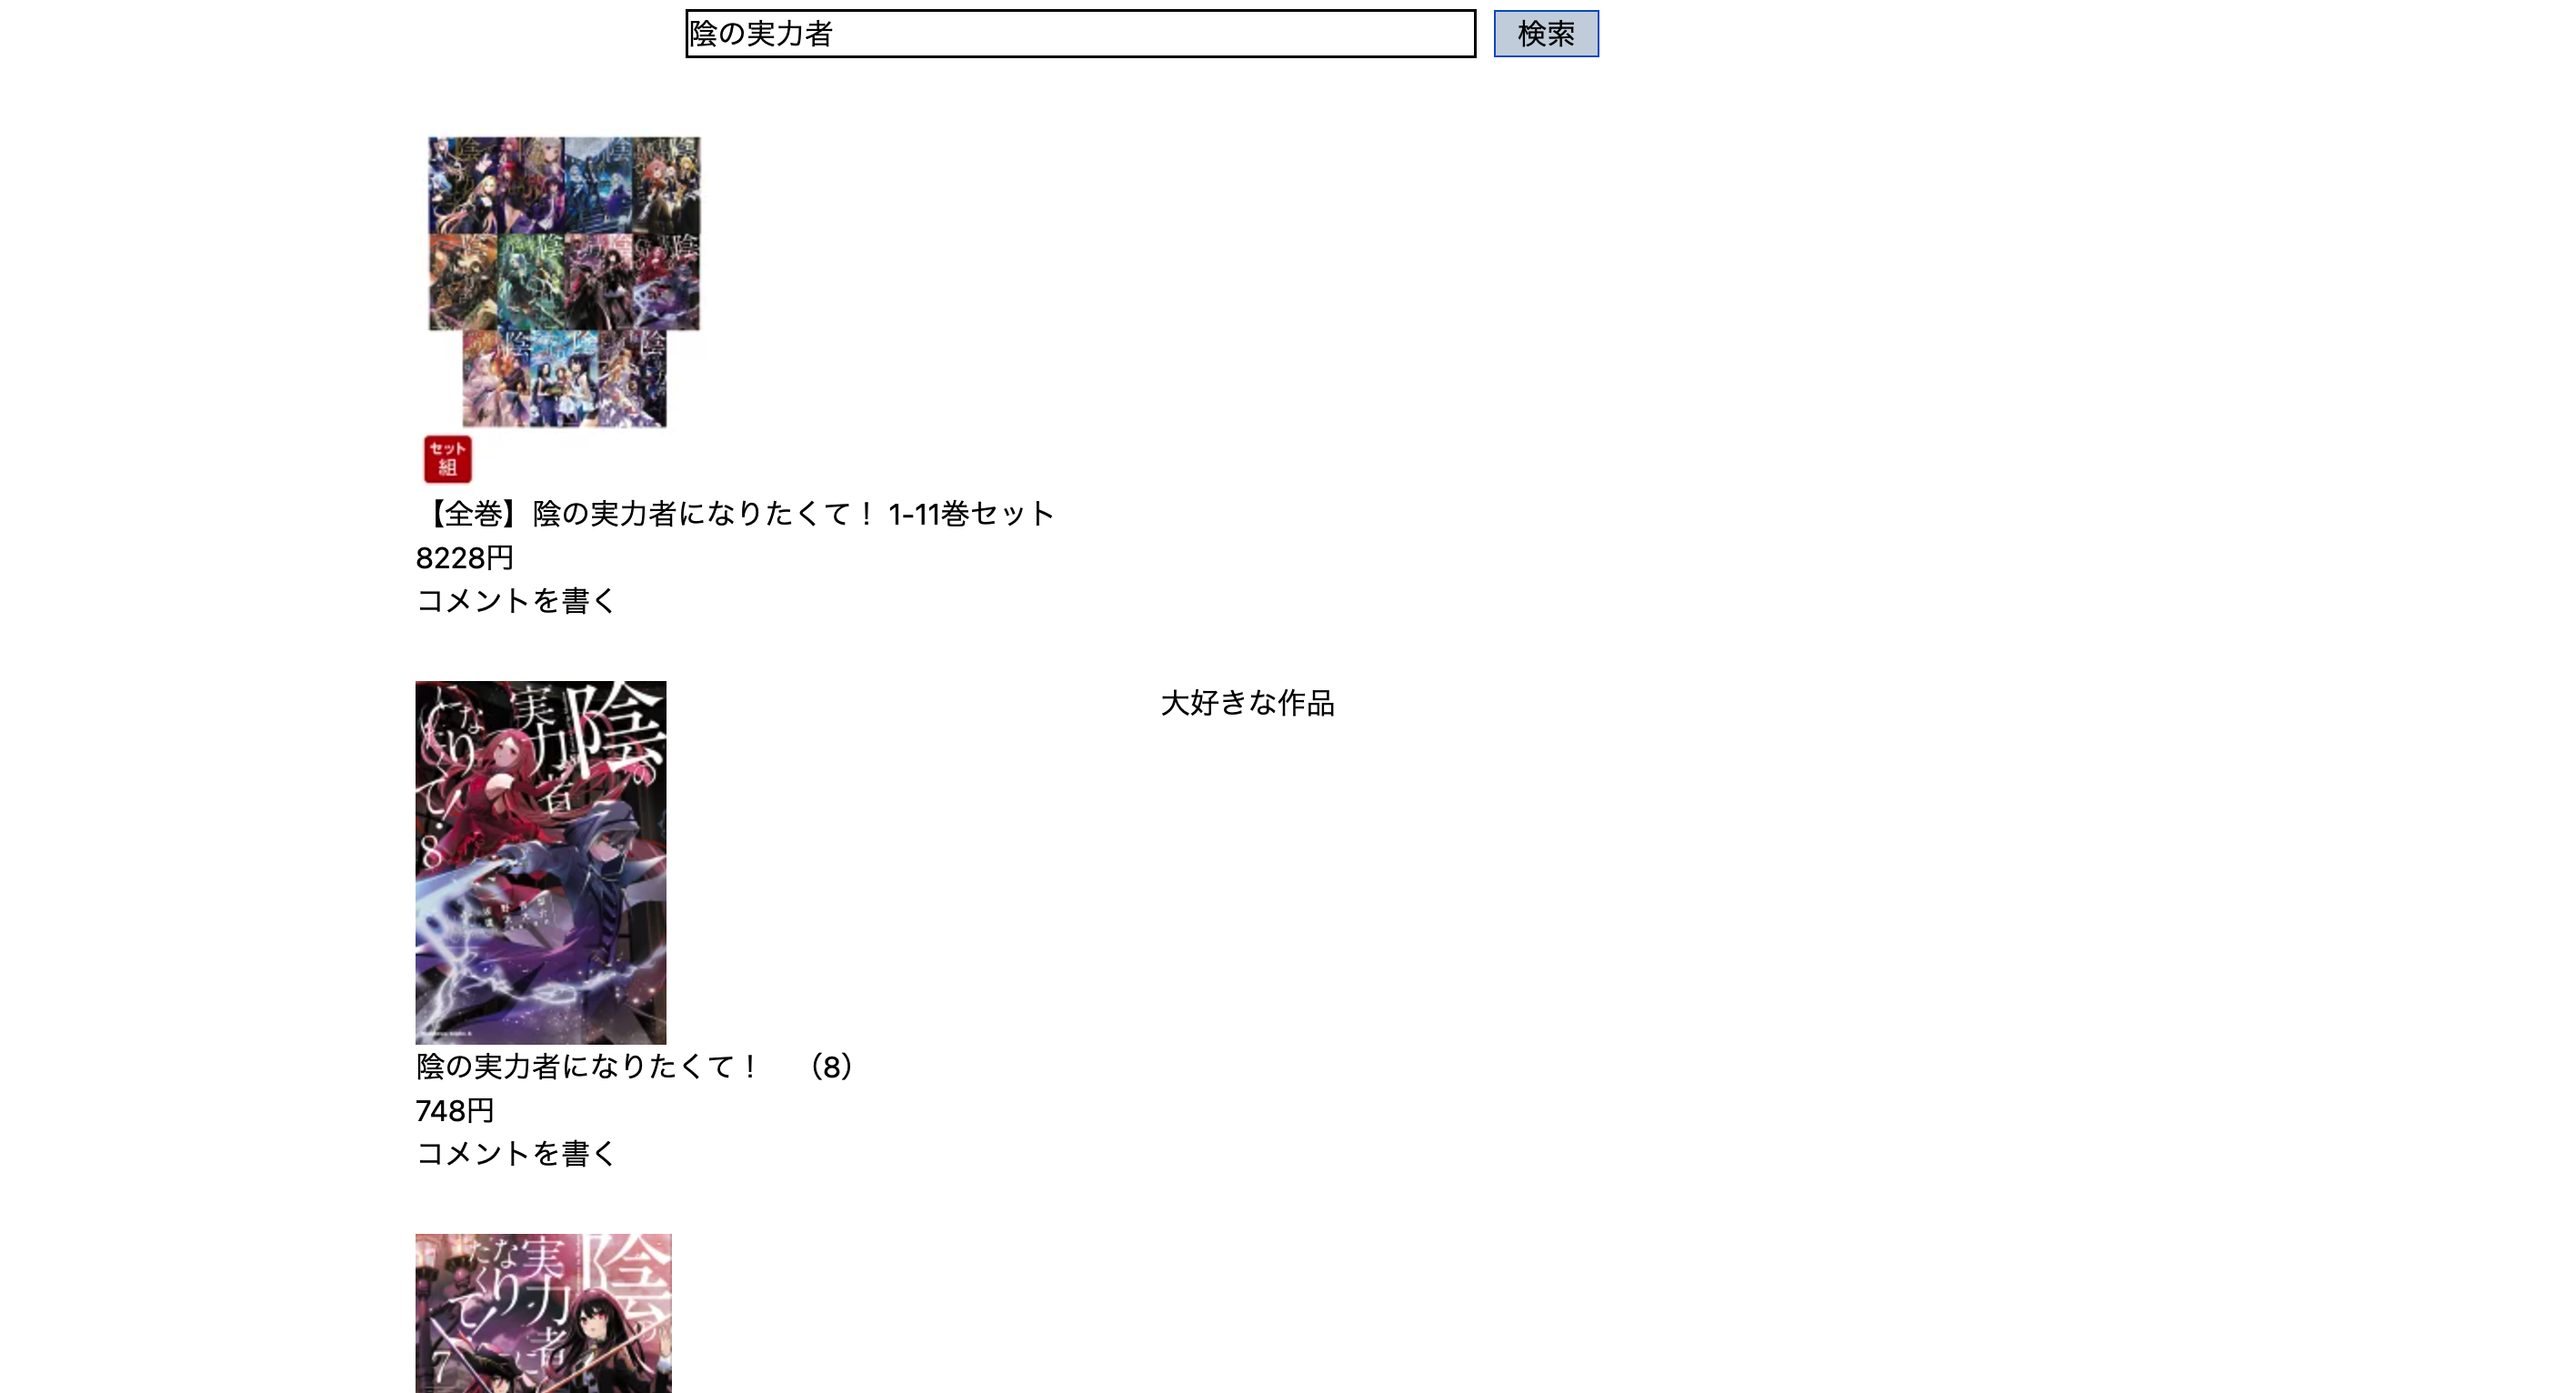 陰の実力者
検索
セット
組
【全巻】陰の実力者になりたくて！ 1-11巻セット
8228円
コメントを書く
陰の
実力者
になりたくて！
8
大好きな作品
陰の実力者になりたくて！　（8）
748円
コメントを書く
陰の
実力者に
なりたくて！
7